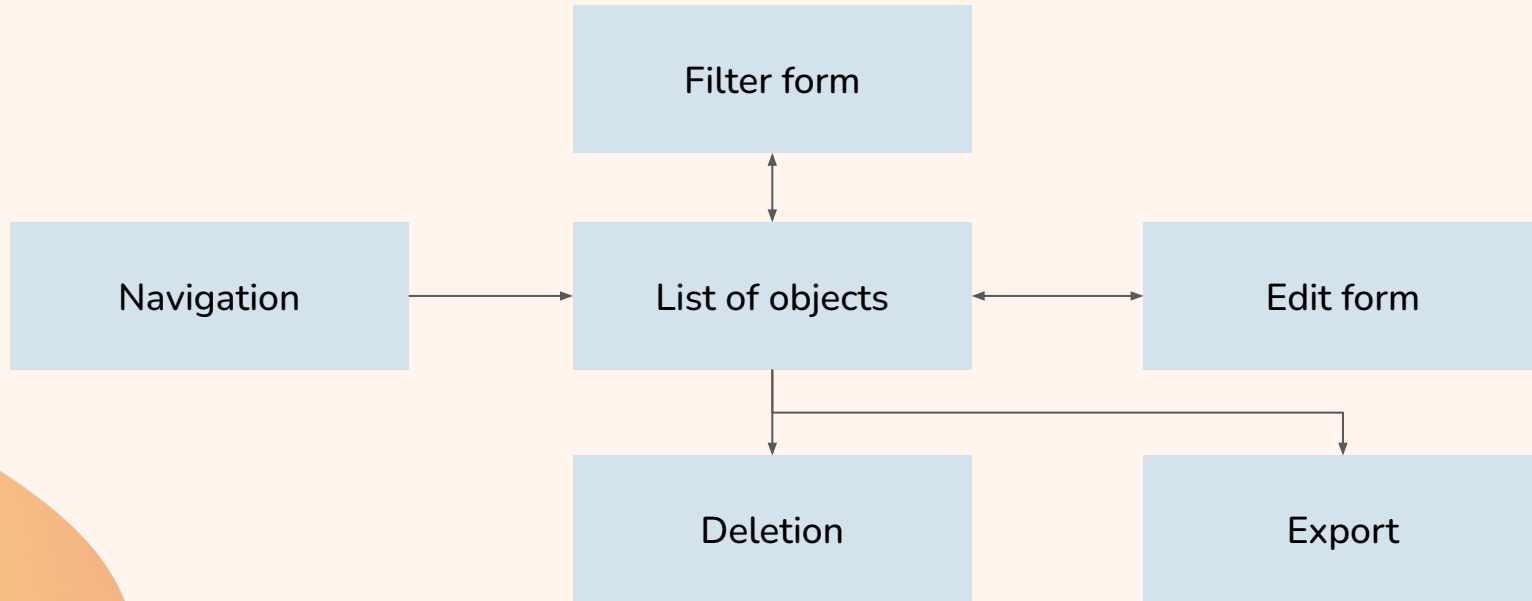 Filter form
Navigation
List of objects
Edit form
Deletion
Export